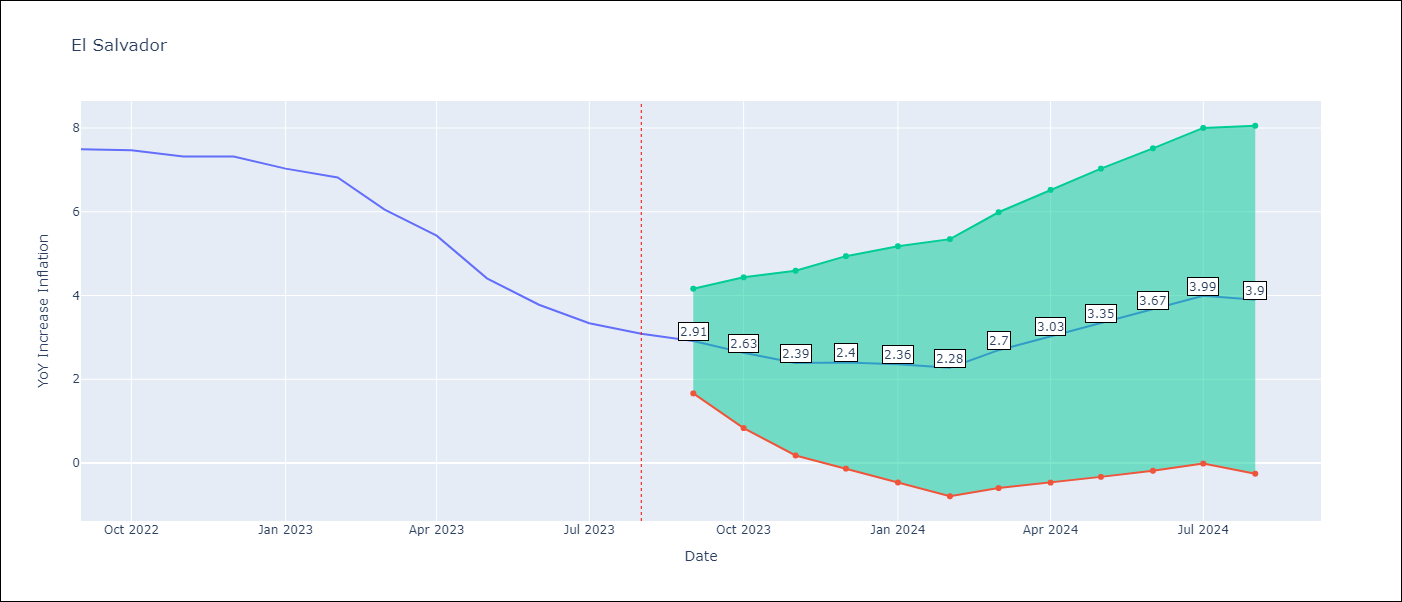 El Salvador
YoY Increase Inflation
8
6
4
2
0
2.91
2.63
2.39
2.4
2.36
2.28
2.7
3.03
3.35
3.67
3.99
3.9
Oct 2022
Jan 2023
Apr 2023
Jul 2023
Oct 2023
Jan 2024
Apr 2024
Jul 2024
Date